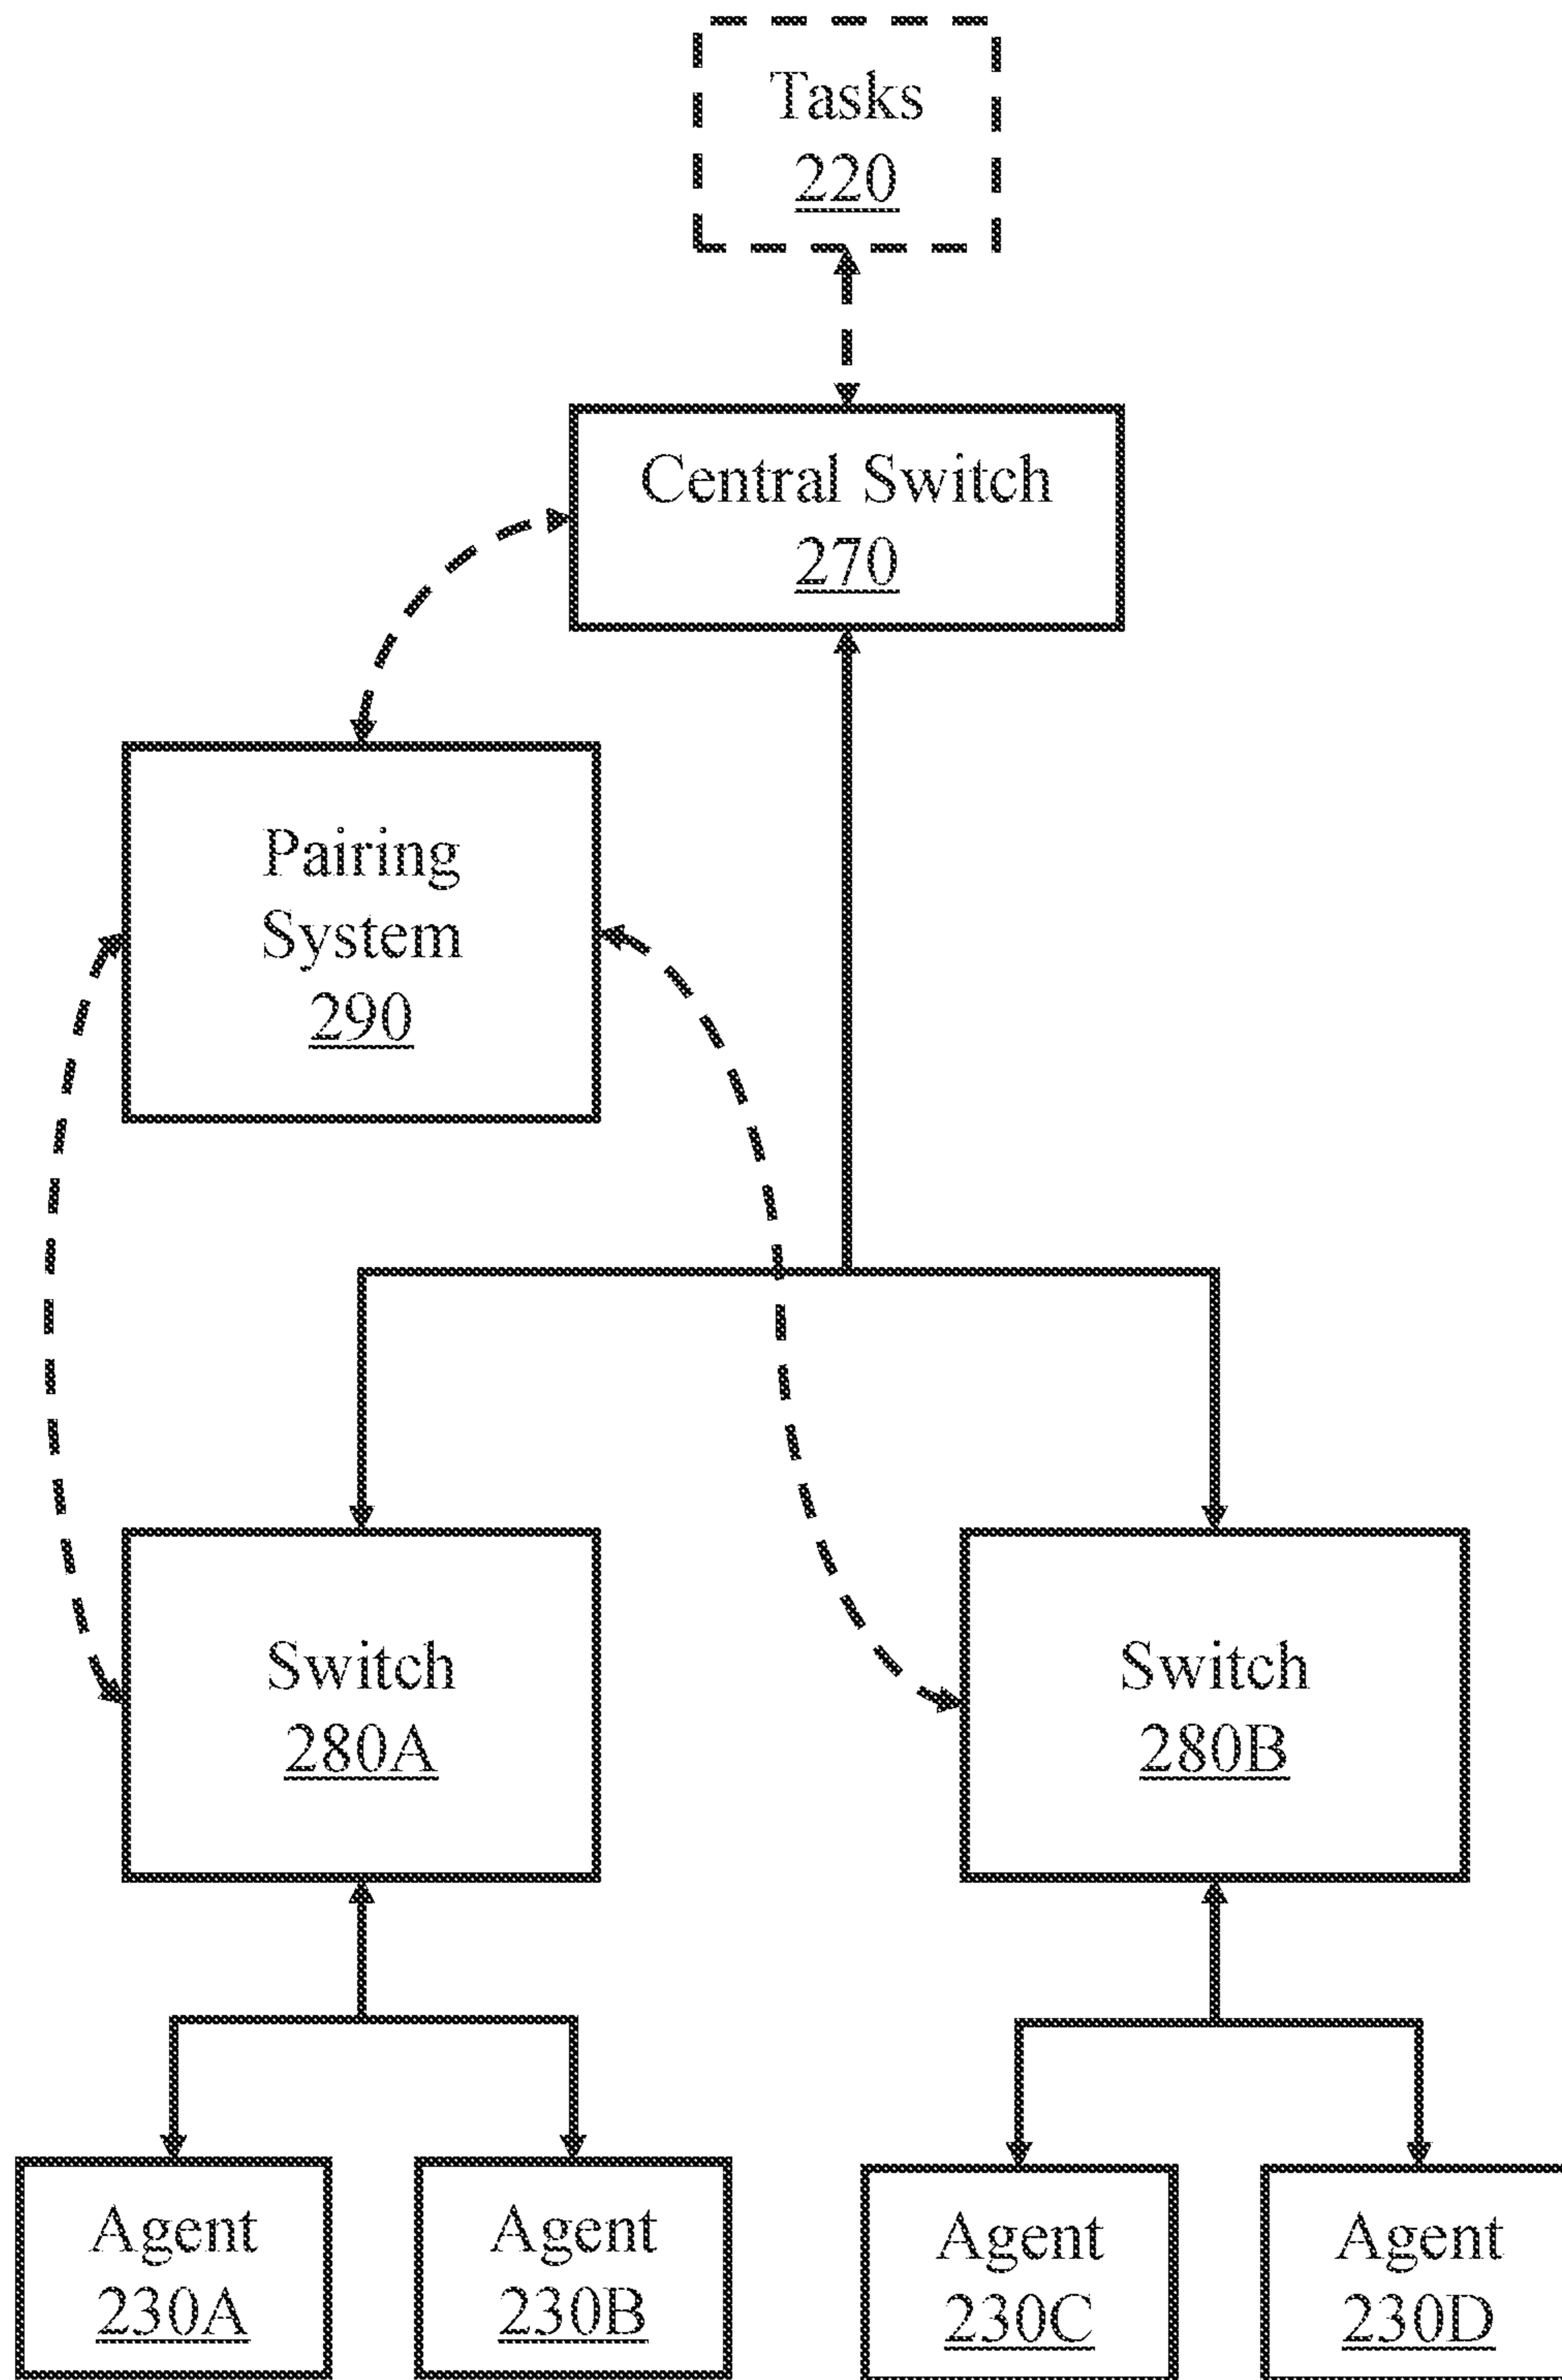 Tasks
220
Central Switch
270
Pairing
System
290
Switch
280A
Switch
280B
Agent
230A
Agent
230B
Agent
230C
Agent
230D